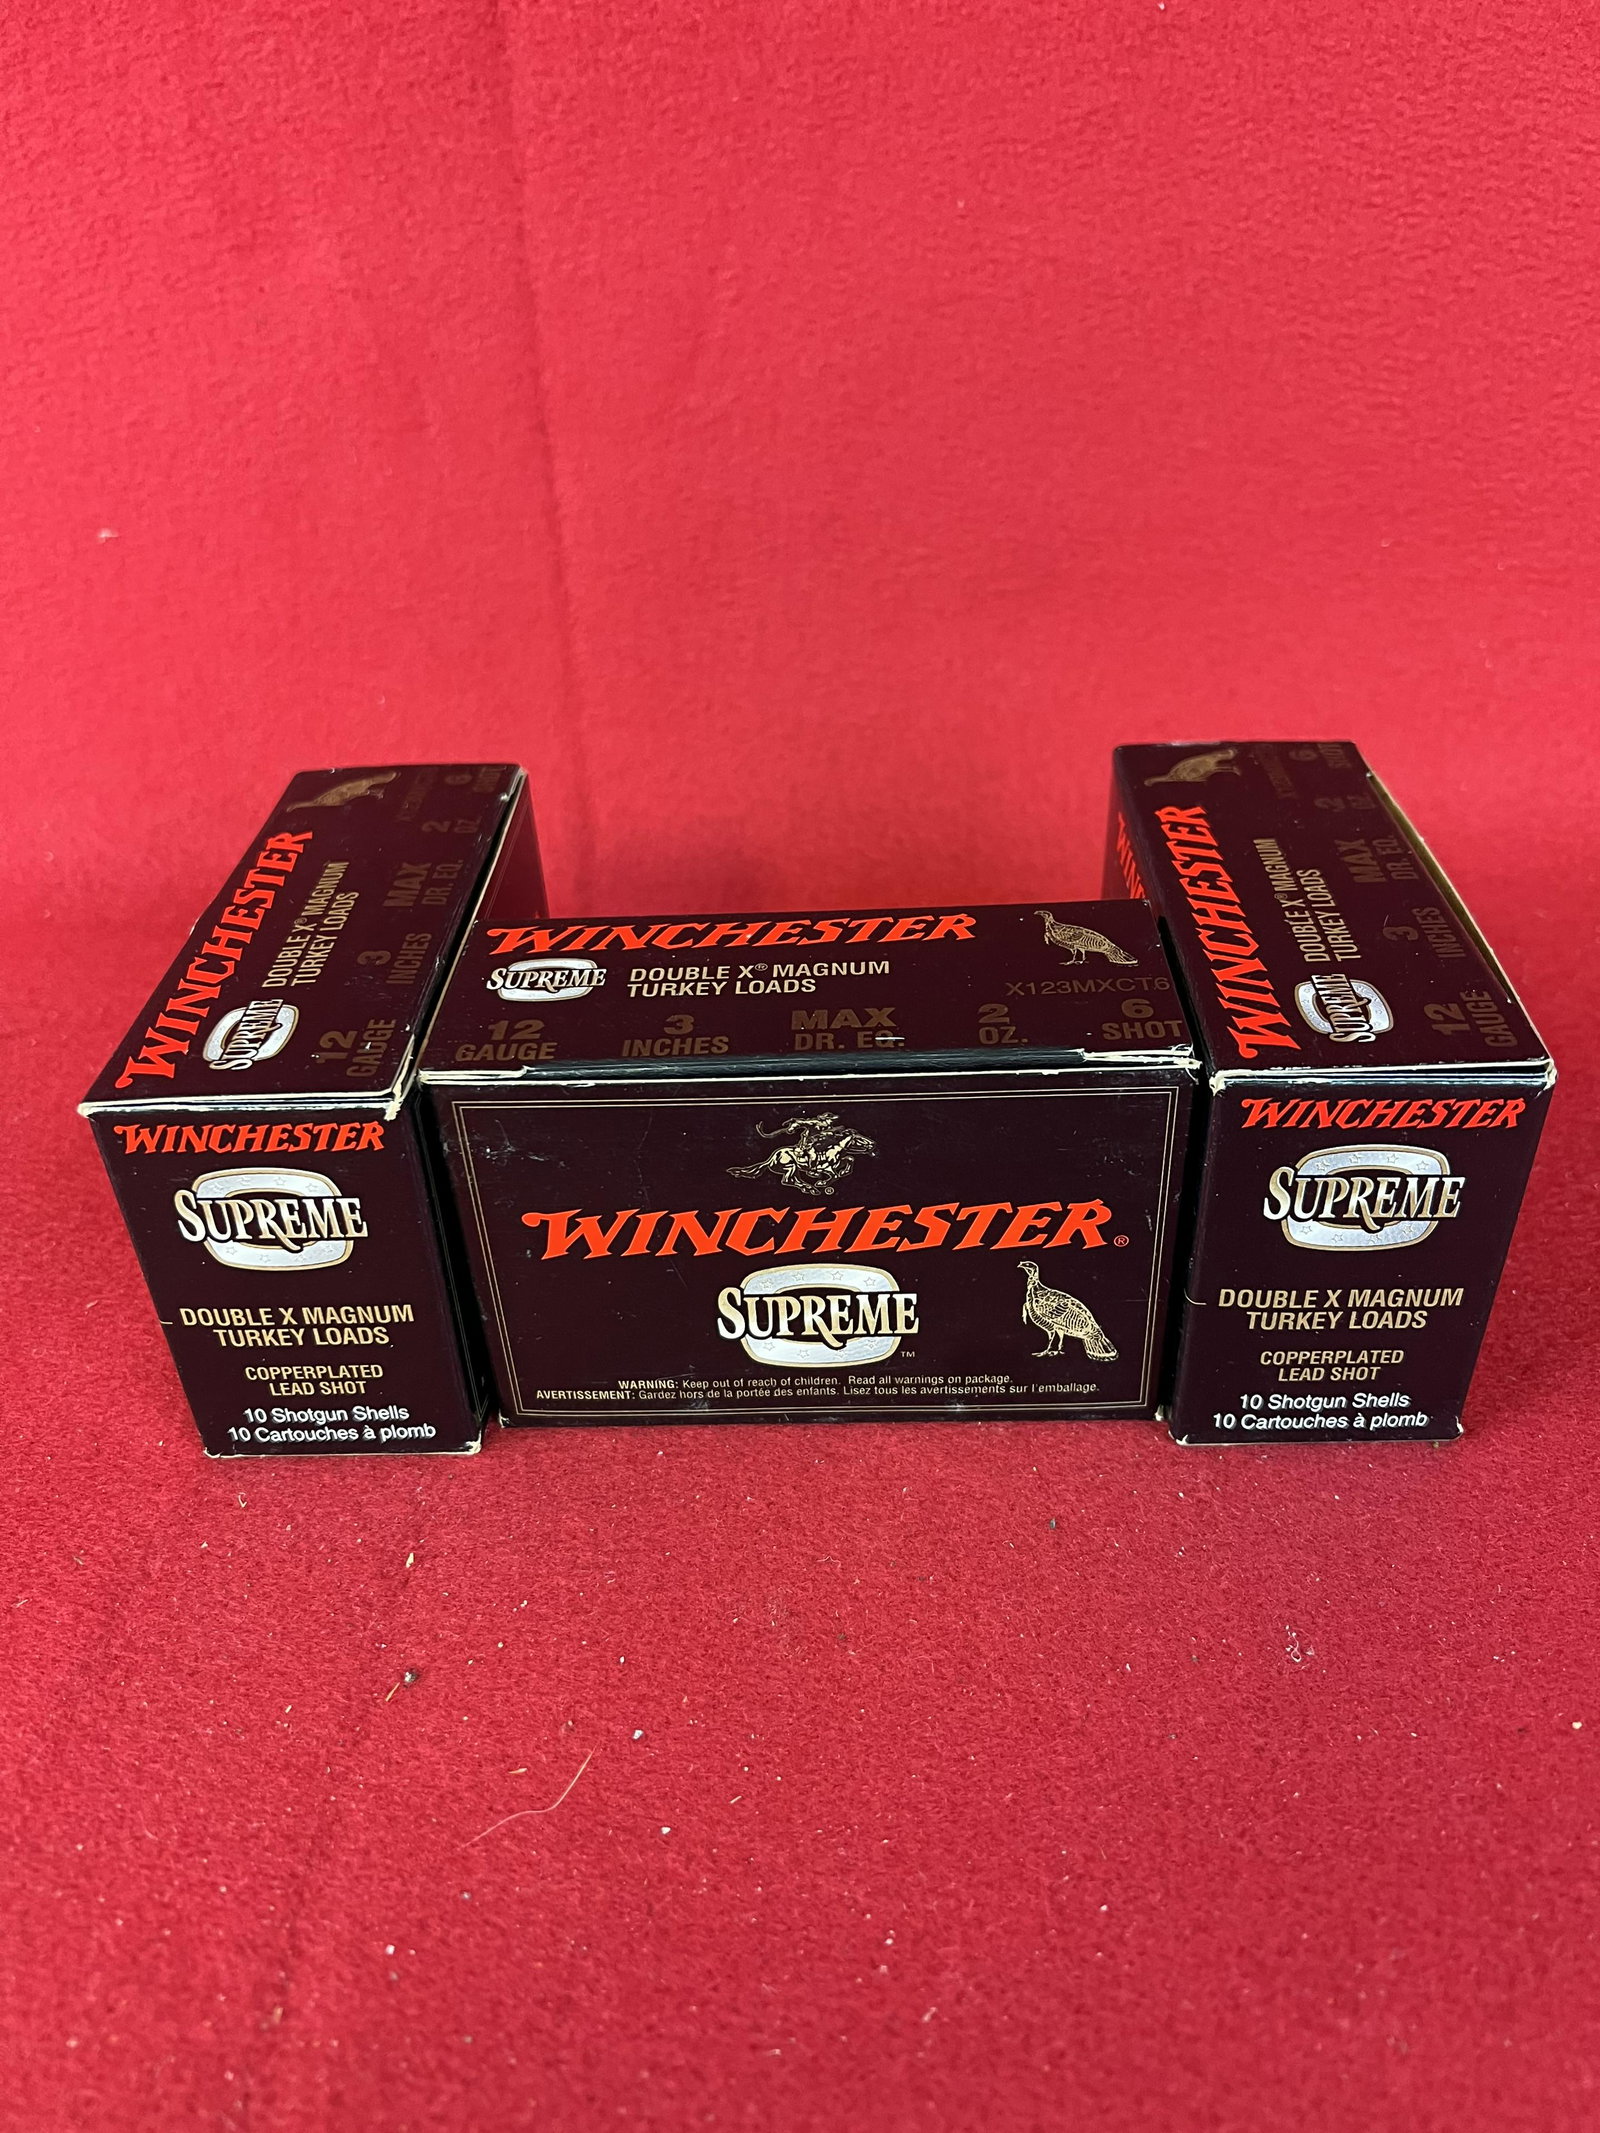 WINCHESTER
SUPREME
DOUBLE X® MAGNUM
TURKEY LOADS
12
GAUGE
3
INCHES
MAX
DR. EQ.
2
OZ.
6
SHOT
WINCHESTER
SUPREME
DOUBLE X MAGNUM
TURKEY LOADS
COPPERPLATED
LEAD SHOT
10 Shotgun Shells
10 Cartouches à plomb
WINCHESTER
SUPREME
DOUBLE X® MAGNUM
TURKEY LOADS
X123MXCT6
12
GAUGE
3
INCHES
MAX
DR. EQ.
2
OZ.
6
SHOT
®
WINCHESTER®
SUPREME™
WARNING: Keep out of reach of children. Read all warnings on package.
AVERTISSEMENT: Gardez hors de la portée des enfants. Lisez tous les avertissements sur l'emballage.
WINCHESTER
SUPREME
DOUBLE X® MAGNUM
TURKEY LOADS
12
GAUGE
3
INCHES
MAX
DR. EQ.
2
OZ.
6
SHOT
WINCHESTER
SUPREME
DOUBLE X MAGNUM
TURKEY LOADS
COPPERPLATED
LEAD SHOT
10 Shotgun Shells
10 Cartouches à plomb